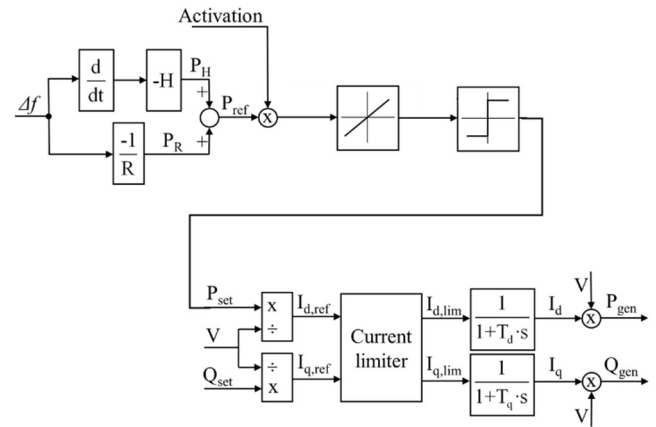 Activation
d
dt
-H
P_H
+
Δf
P_ref
x
-1
R
P_R
+
P_set
x
÷
I_d,ref
V
÷
x
I_q,ref
Q_set
Current
limiter
I_d,lim
1
1+T_d·s
I_d
V
x
P_gen
I_q,lim
1
1+T_q·s
I_q
x
Q_gen
V